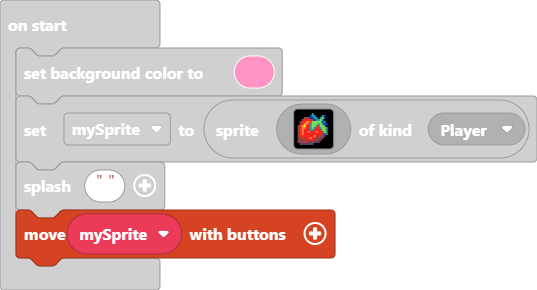 on start
set background color to
set mySprite to sprite of kind Player
splash " " +
move mySprite with buttons +